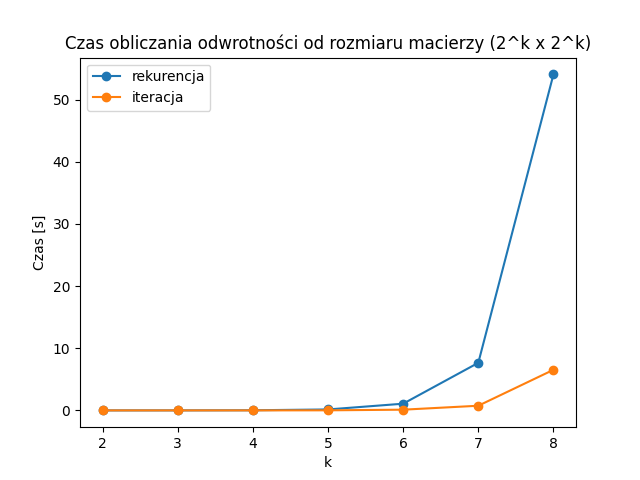 Czas obliczania odwrotności od rozmiaru macierzy (2^k x 2^k)
rekurencja
iteracja
Czas [s]
50
40
30
20
10
0
2 3 4 5 6 7 8
k